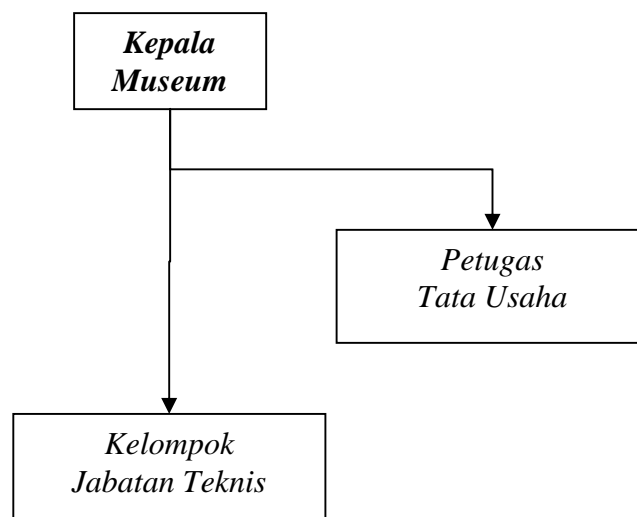 Kepala
Museum
Petugas
Tata Usaha
Kelompok
Jabatan Teknis